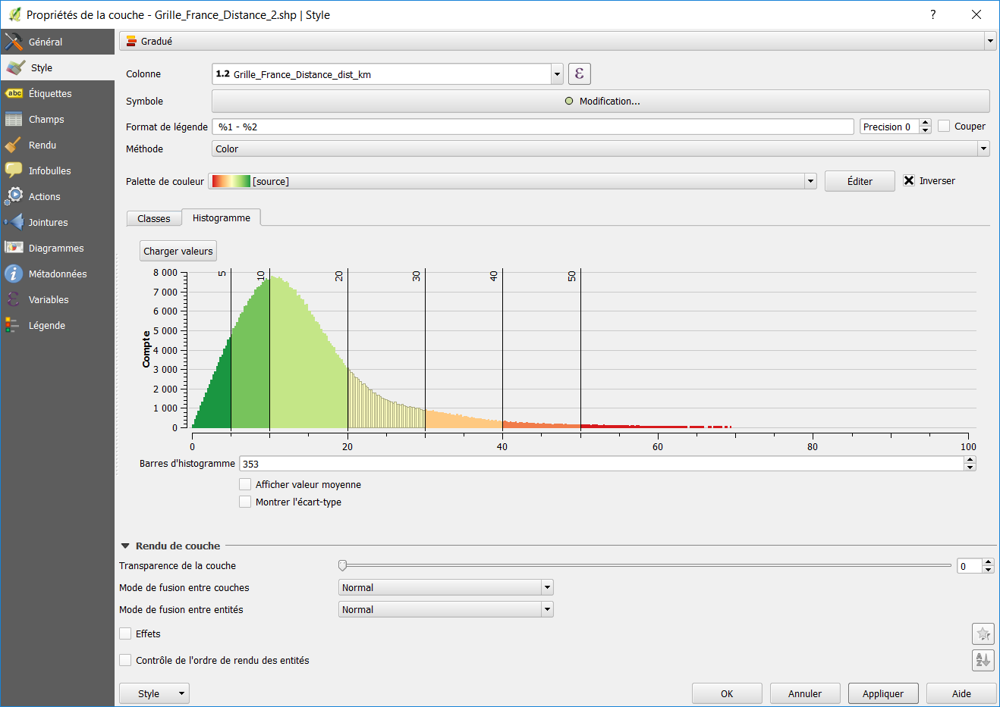 Propriétés de la couche - Grille_France_Distance_2.shp | Style
?
Général
Style
abc Étiquettes
Champs
Rendu
Infobulles
Actions
Jointures
Diagrammes
i Métadonnées
ε Variables
Légende
Gradué
Colonne 1.2 Grille_France_Distance_dist_km ε
Symbole Modification...
Format de légende %1 - %2 Precision 0 Couper
Méthode Color
Palette de couleur [source] Éditer Inverser
Classes Histogramme
Charger valeurs
5 10 20 30 40 50
8 000
7 000
6 000
5 000
4 000
3 000
2 000
1 000
0
Compte
0 20 40 60 80 100
Barres d'histogramme 353
Afficher valeur moyenne
Montrer l'écart-type
Rendu de couche
Transparence de la couche 0
Mode de fusion entre couches Normal
Mode de fusion entre entités Normal
Effets
Contrôle de l'ordre de rendu des entités
A
Z
Style OK Annuler Appliquer Aide